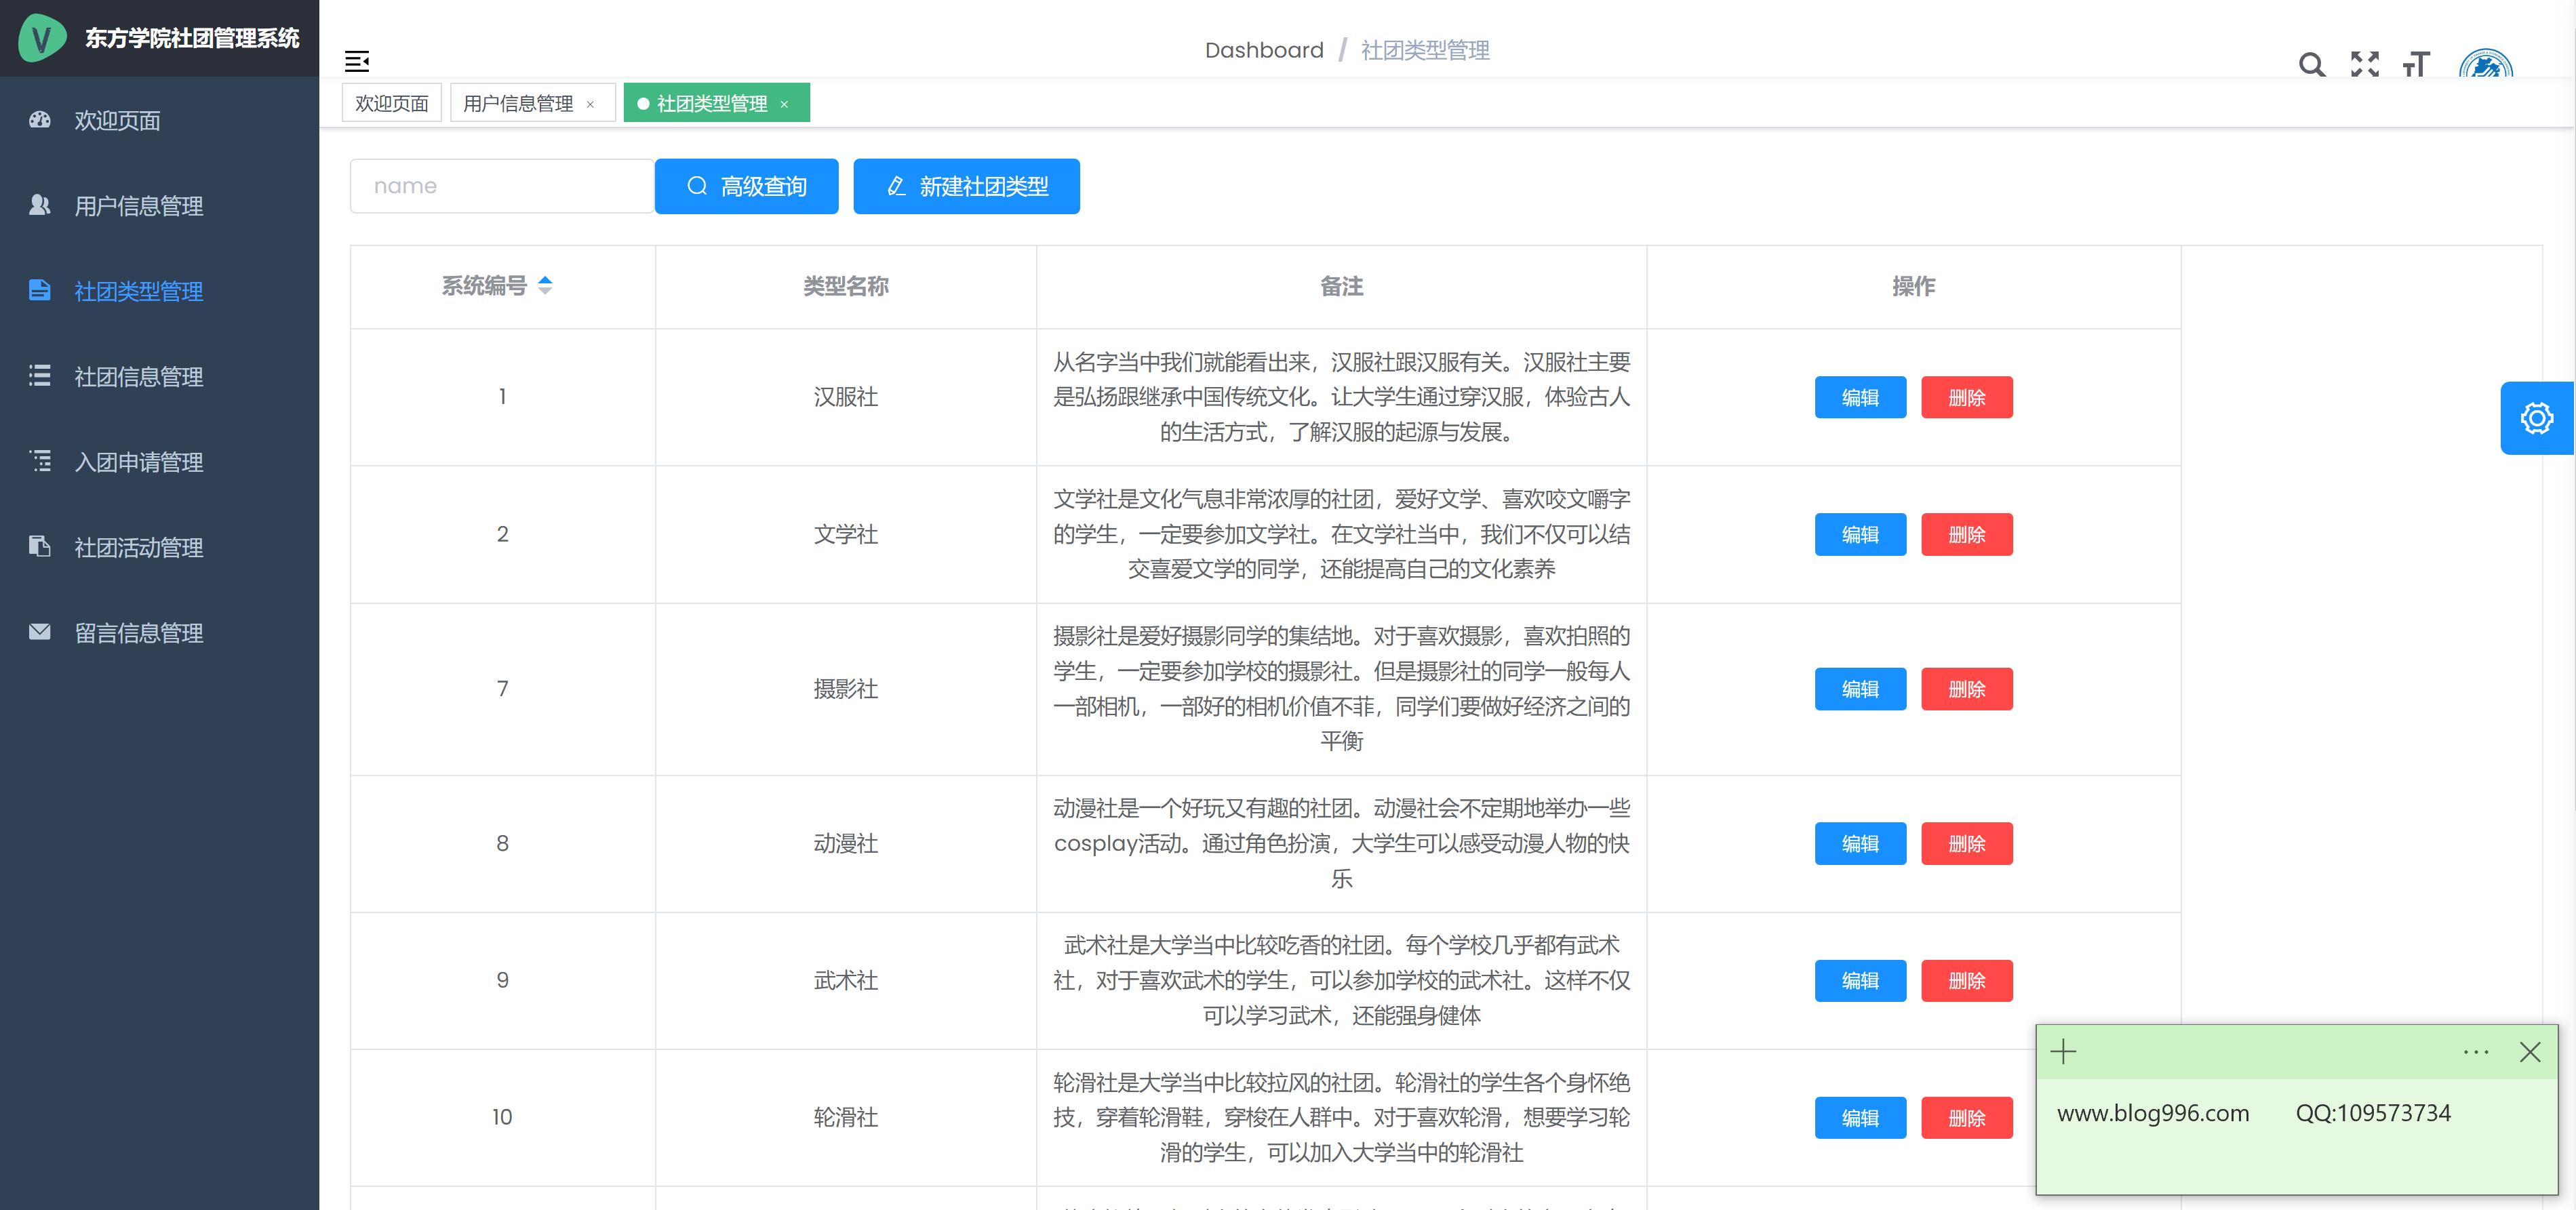 东方学院社团管理系统
Dashboard / 社团类型管理
欢迎页面
用户信息管理 ×
社团类型管理 ×
欢迎页面
用户信息管理
社团类型管理
社团信息管理
入团申请管理
社团活动管理
留言信息管理
name
高级查询
新建社团类型
系统编号 类型名称 备注 操作
1 汉服社
从名字当中我们就能看出来，汉服社跟汉服有关。汉服社主要
是弘扬跟继承中国传统文化。让大学生通过穿汉服，体验古人
的生活方式，了解汉服的起源与发展。
编辑 删除
2 文学社
文学社是文化气息非常浓厚的社团，爱好文学、喜欢咬文嚼字
的学生，一定要参加文学社。在文学社当中，我们不仅可以结
交喜爱文学的同学，还能提高自己的文化素养
编辑 删除
7 摄影社
摄影社是爱好摄影同学的集结地。对于喜欢摄影，喜欢拍照的
学生，一定要参加学校的摄影社。但是摄影社的同学一般每人
一部相机，一部好的相机价值不菲，同学们要做好经济之间的
平衡
编辑 删除
8 动漫社
动漫社是一个好玩又有趣的社团。动漫社会不定期地举办一些
cosplay活动。通过角色扮演，大学生可以感受动漫人物的快
乐
编辑 删除
9 武术社
武术社是大学当中比较吃香的社团。每个学校几乎都有武术
社，对于喜欢武术的学生，可以参加学校的武术社。这样不仅
可以学习武术，还能强身健体
编辑 删除
10 轮滑社
轮滑社是大学当中比较拉风的社团。轮滑社的学生各个身怀绝
技，穿着轮滑鞋，穿梭在人群中。对于喜欢轮滑，想要学习轮
滑的学生，可以加入大学当中的轮滑社
编辑 删除
www.blog996.com QQ:109573734